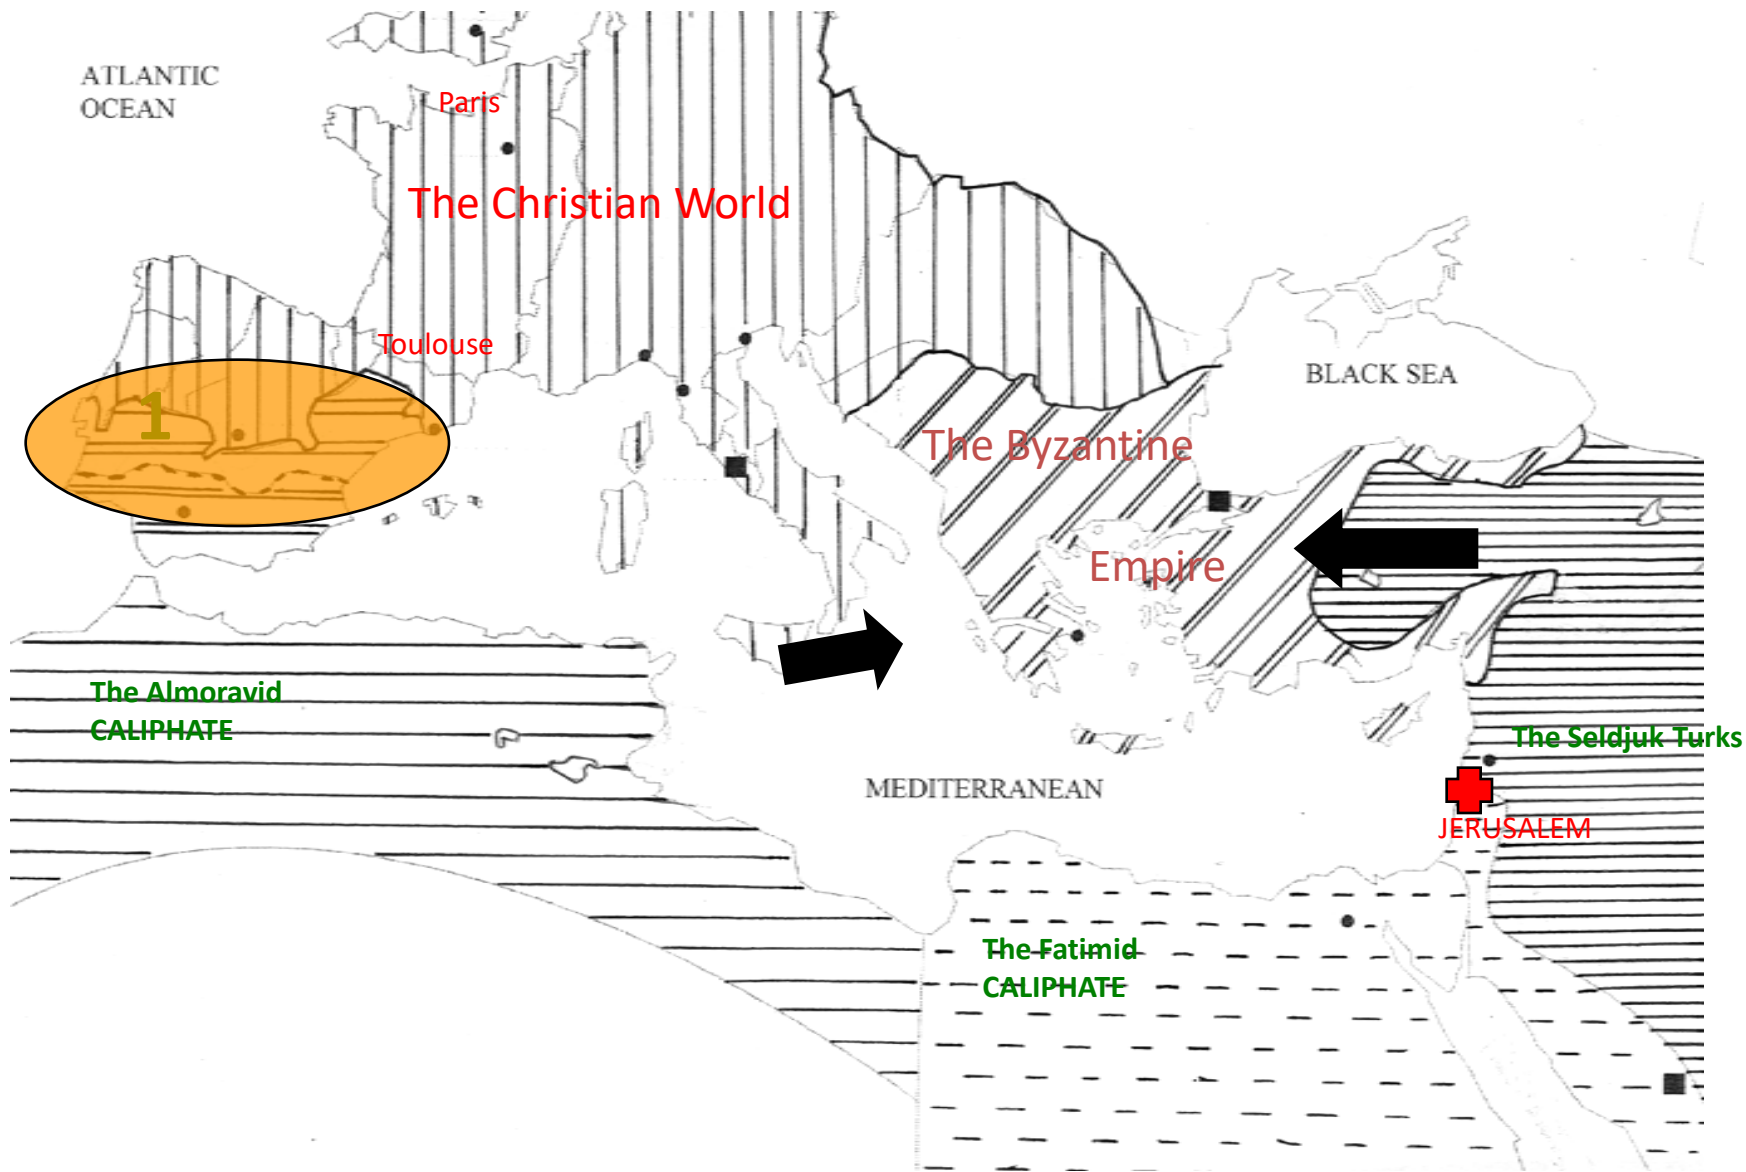 ATLANTIC
OCEAN
Paris
The Christian World
Toulouse
1
BLACK SEA
The Byzantine
Empire
The Almoravid
CALIPHATE
The Seldjuk Turks
MEDITERRANEAN
JERUSALEM
The Fatimid
CALIPHATE